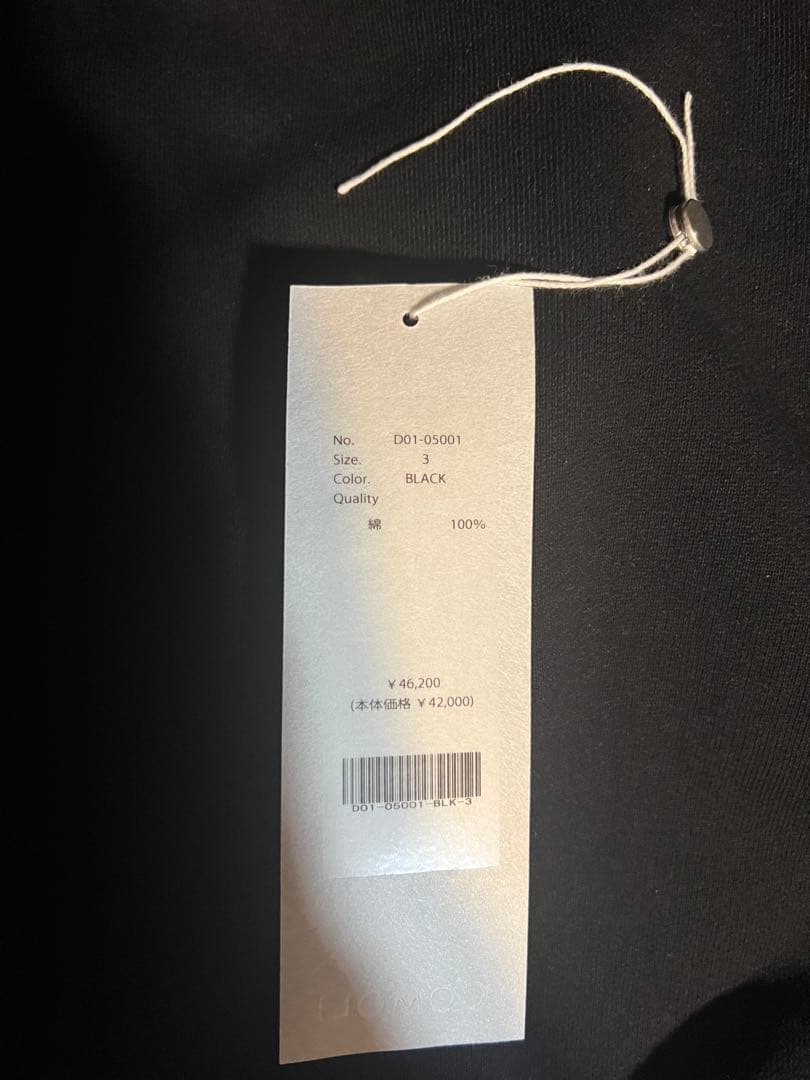 No. D01-05001
Size. 3
Color. BLACK
Quality
綿 100%
￥46,200
(本体価格 ￥42,000)
D01-05001-BLK-3
COMOLI